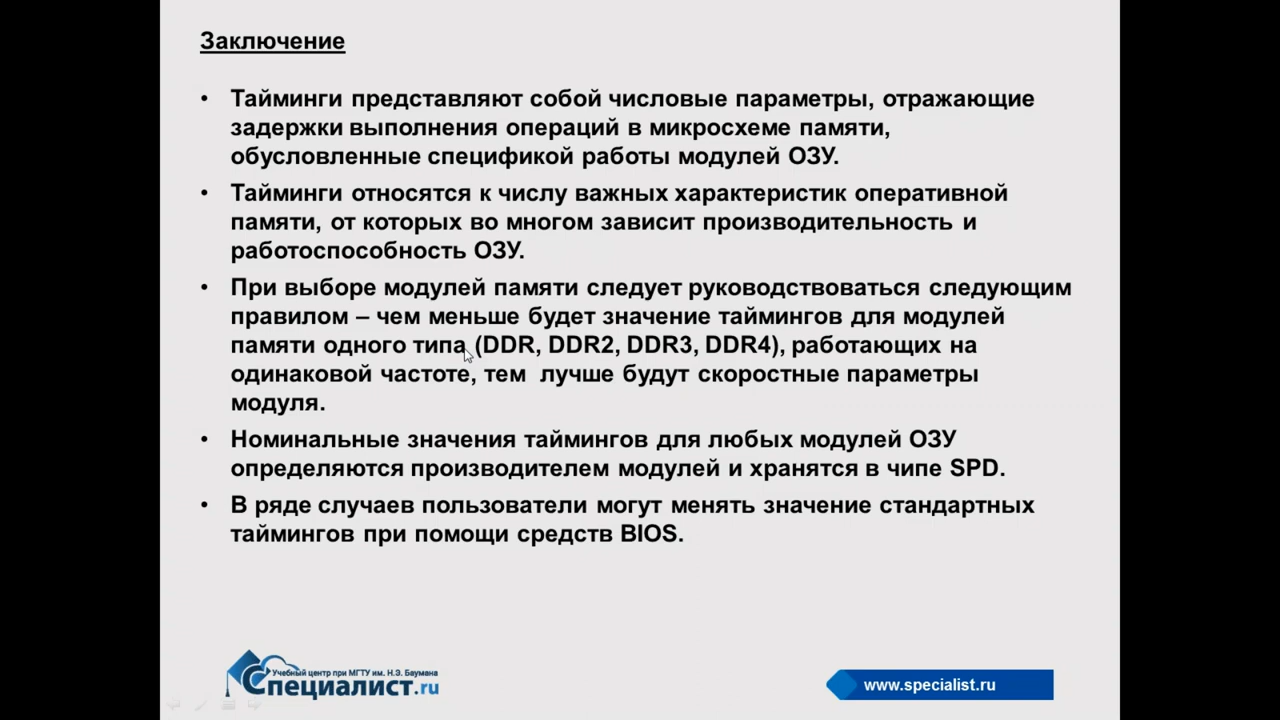 Заключение
• Тайминги представляют собой числовые параметры, отражающие
задержки выполнения операций в микросхеме памяти,
обусловленные спецификой работы модулей ОЗУ.
• Тайминги относятся к числу важных характеристик оперативной
памяти, от которых во многом зависит производительность и
работоспособность ОЗУ.
• При выборе модулей памяти следует руководствоваться следующим
правилом – чем меньше будет значение таймингов для модулей
памяти одного типа (DDR, DDR2, DDR3, DDR4), работающих на
одинаковой частоте, тем лучше будут скоростные параметры
модуля.
• Номинальные значения таймингов для любых модулей ОЗУ
определяются производителем модулей и хранятся в чипе SPD.
• В ряде случаев пользователи могут менять значение стандартных
таймингов при помощи средств BIOS.
Учебный центр при МГТУ им. Н.Э. Баумана
Специалист.ru
www.specialist.ru